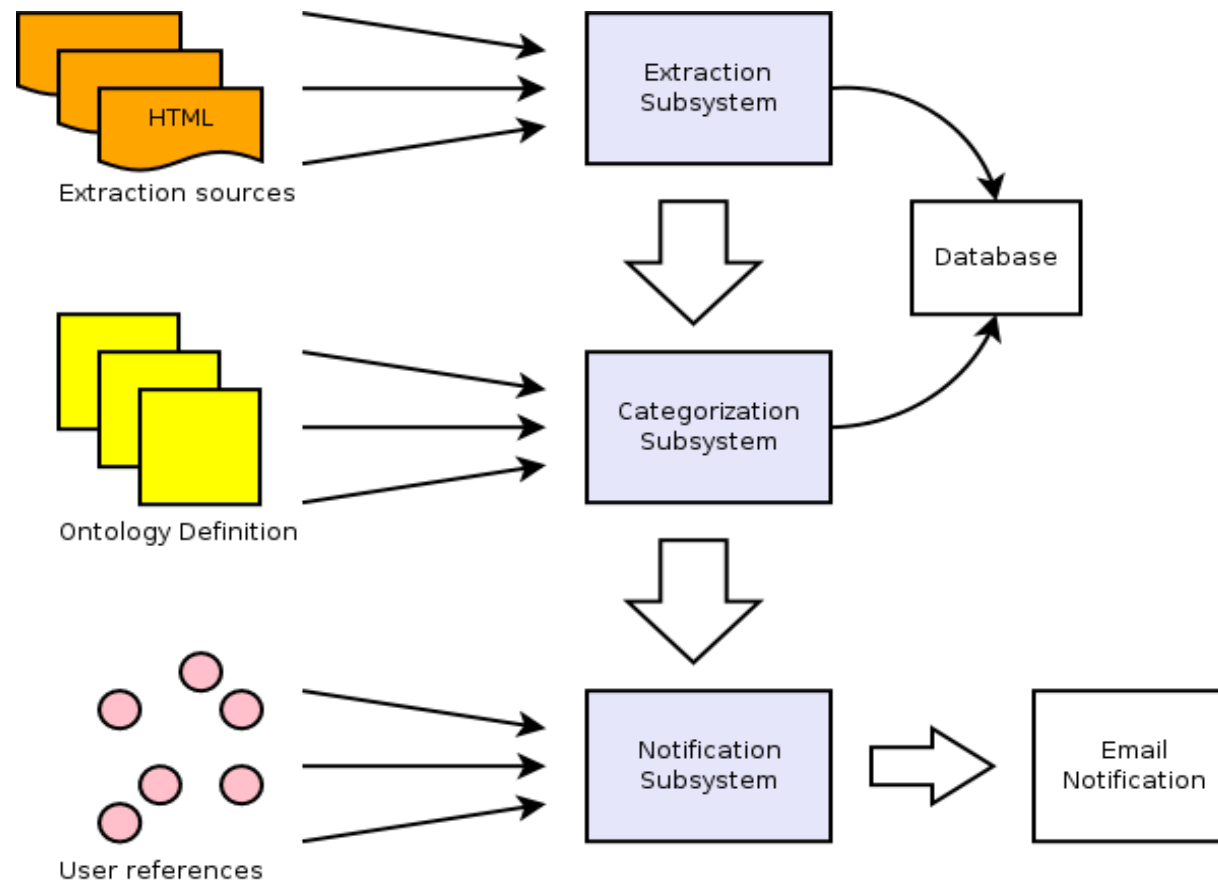 HTML
Extraction sources
Extraction
Subsystem
Database
Ontology Definition
Categorization
Subsystem
User references
Notification
Subsystem
Email
Notification